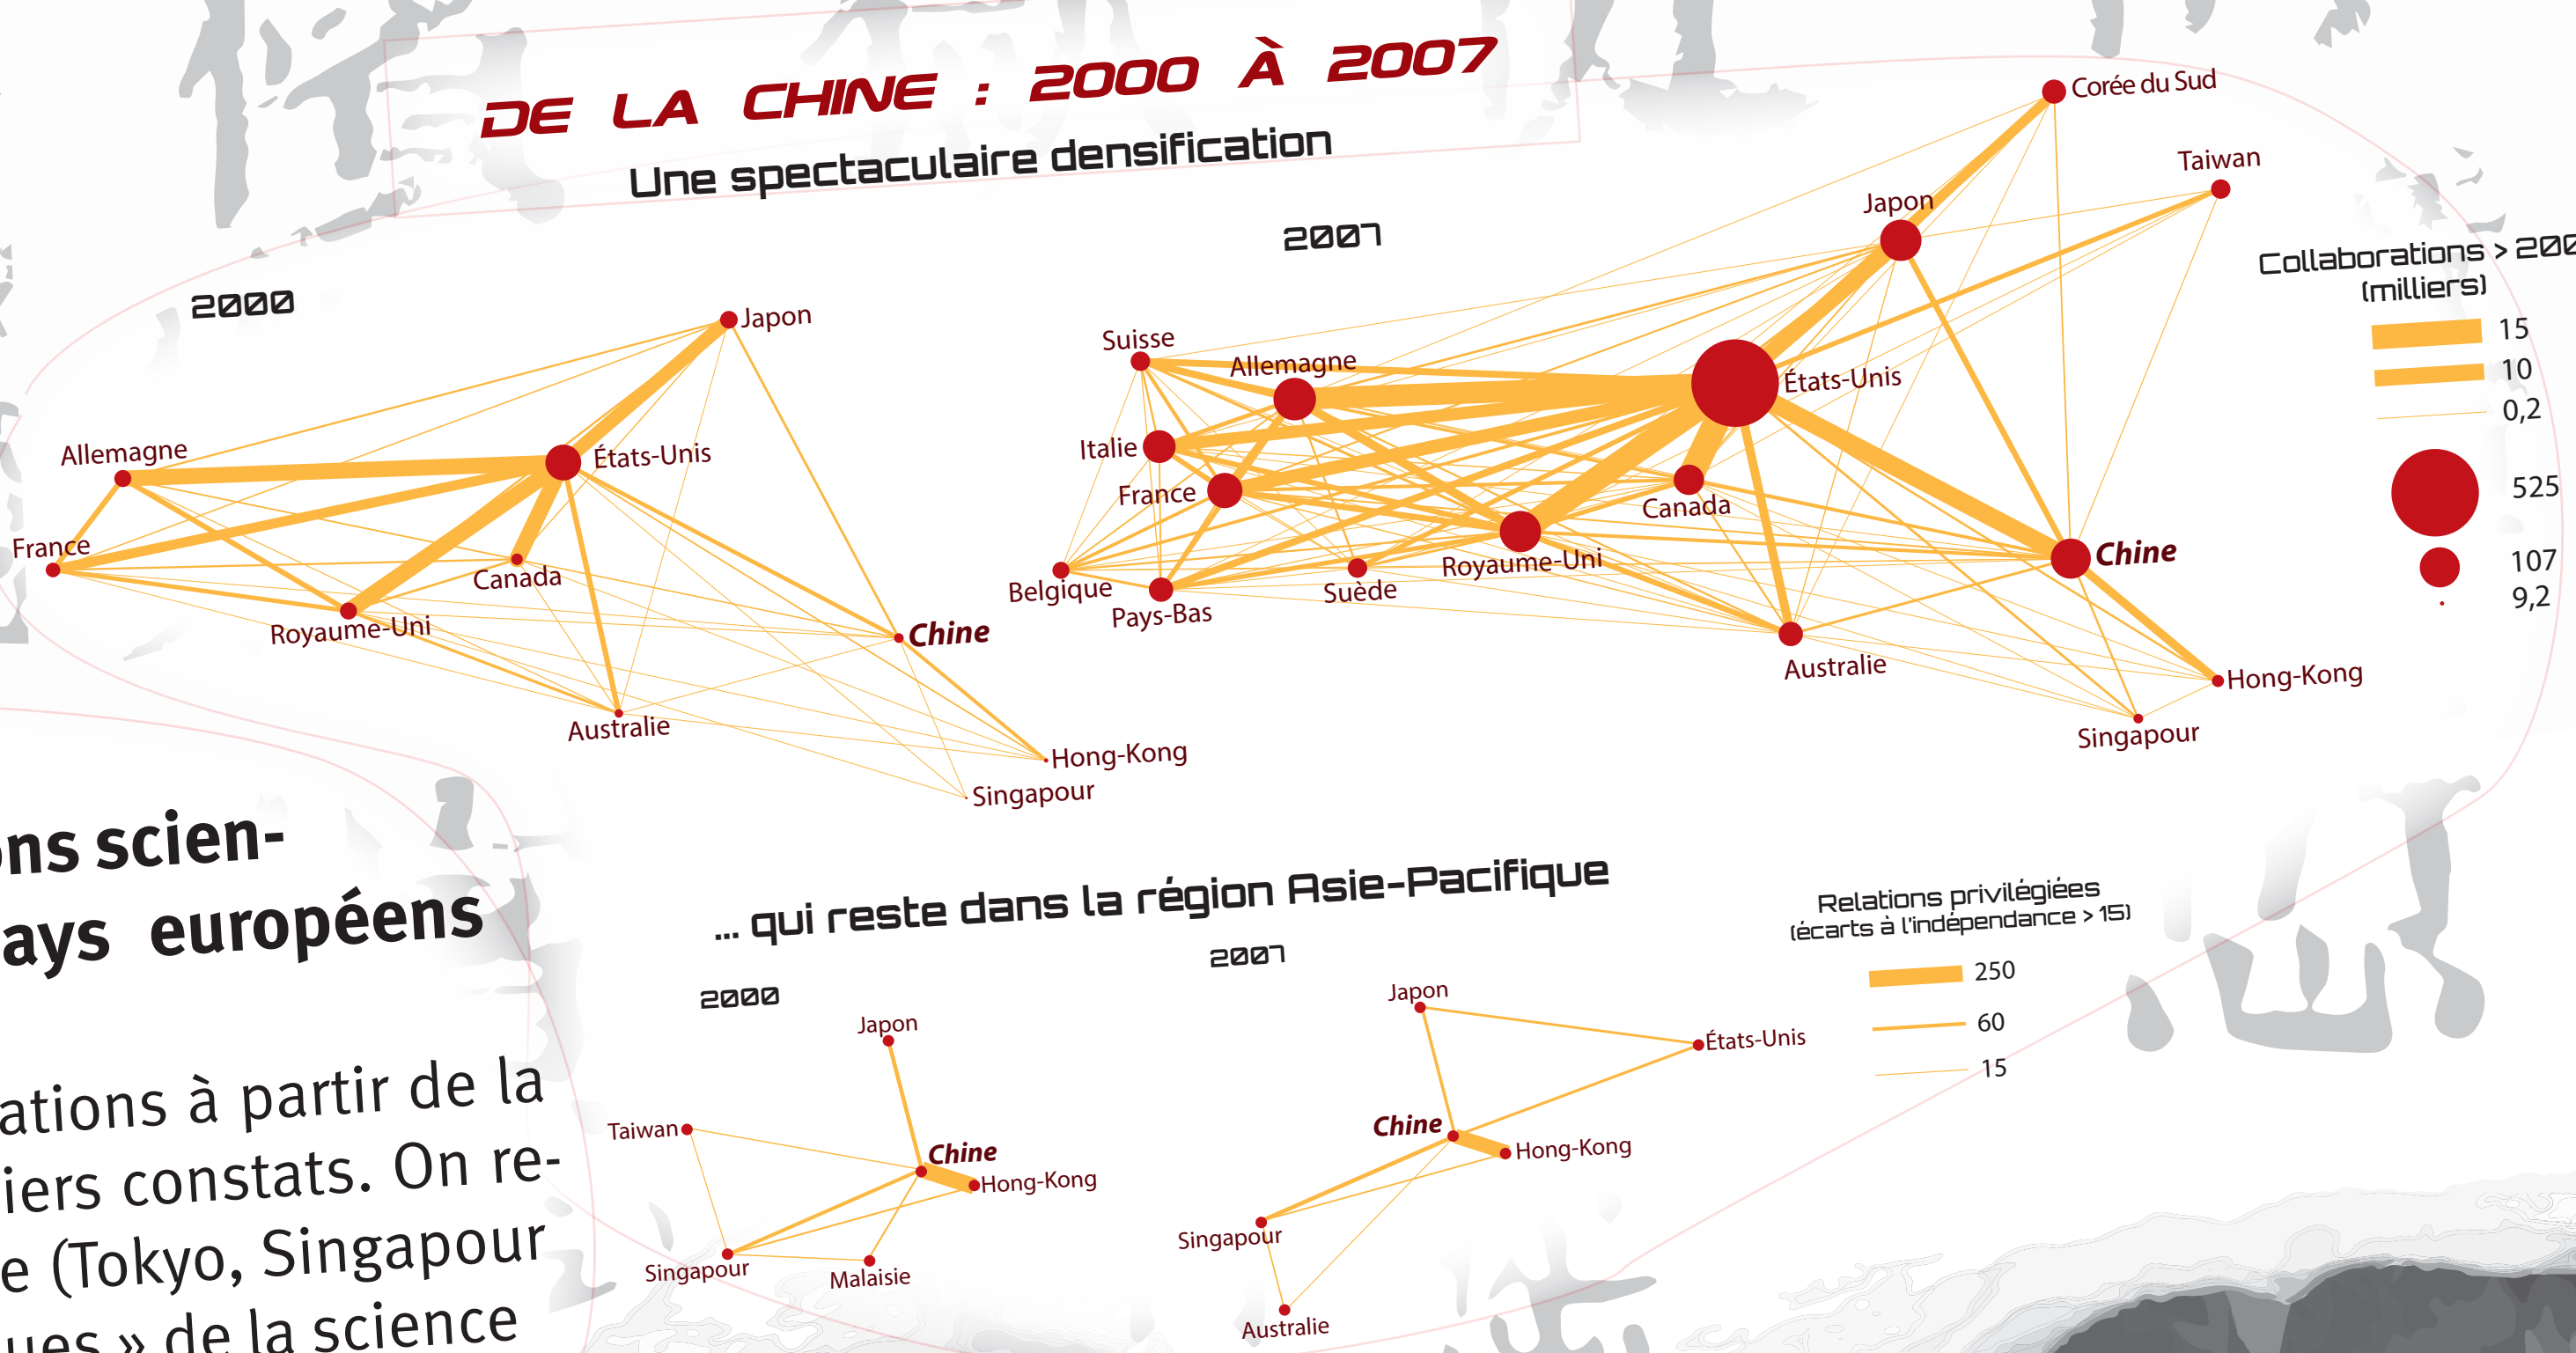 DE LA CHINE : 2000 À 2007
Une spectaculaire densification
2000
Japon
Allemagne
États-Unis
France
Canada
Royaume-Uni
Chine
Australie
Hong-Kong
Singapour
2007
Corée du Sud
Taiwan
Japon
Suisse
Allemagne
États-Unis
Italie
France
Canada
Chine
Royaume-Uni
Belgique
Suède
Pays-Bas
Australie
Hong-Kong
Singapour
Collaborations > 200
(milliers)
15
10
0,2
525
107
9,2
ons scien-
ays européens
ations à partir de la
iers constats. On re-
e (Tokyo, Singapour
ues » de la science
... qui reste dans la région Asie-Pacifique
2000
Japon
Taiwan
Chine
Hong-Kong
Singapour
Malaisie
2007
Japon
États-Unis
Chine
Hong-Kong
Singapour
Australie
Relations privilégiées
(écarts à l'indépendance > 15)
250
60
15